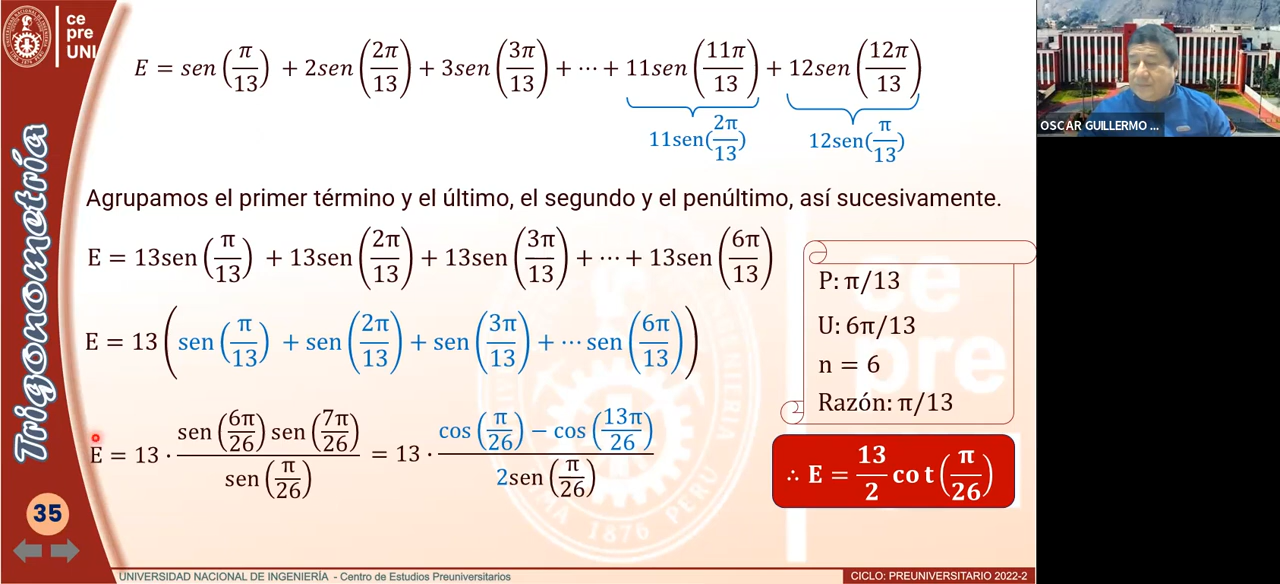 ce
pre
UNI
E = sen(π/13) + 2sen(2π/13) + 3sen(3π/13) + ⋯ + 11sen(11π/13) + 12sen(12π/13)
11sen(2π/13) 12sen(π/13)
Agrupamos el primer término y el último, el segundo y el penúltimo, así sucesivamente.
E = 13sen(π/13) + 13sen(2π/13) + 13sen(3π/13) + ⋯ + 13sen(6π/13)
E = 13(sen(π/13) + sen(2π/13) + sen(3π/13) + ⋯ sen(6π/13))
E = 13 · sen(6π/26) sen(7π/26) / sen(π/26) = 13 · cos(π/26) − cos(13π/26) / 2sen(π/26)
P: π/13
U: 6π/13
n = 6
Razón: π/13
∴ E = 13/2 cot(π/26)
Trigonometría
35
UNIVERSIDAD NACIONAL DE INGENIERÍA - Centro de Estudios Preuniversitarios
CICLO: PREUNIVERSITARIO 2022-2
OSCAR GUILLERMO ...
ce
pre
1876